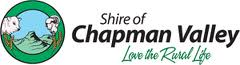 Shire of
Chapman Valley
Love the Rural Life